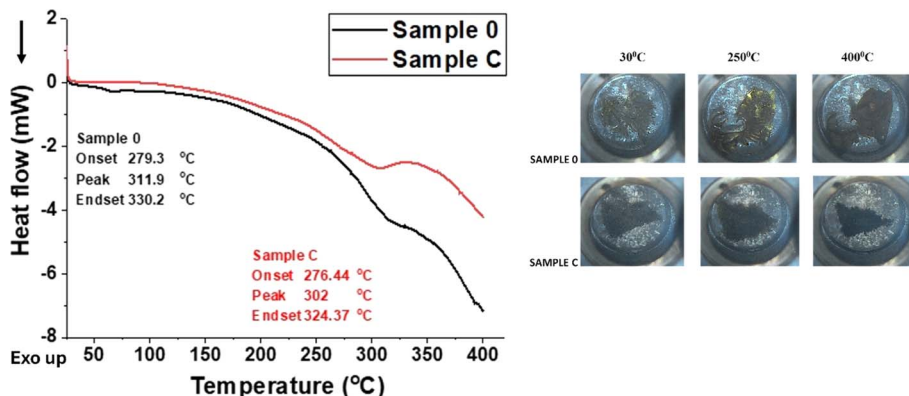 Sample 0
Sample C
Heat flow (mW)
2
0
-2
-4
-6
-8
Sample 0
Onset 279.3 °C
Peak 311.9 °C
Endset 330.2 °C
Sample C
Onset 276.44 °C
Peak 302 °C
Endset 324.37 °C
Exo up
50 100 150 200 250 300 350 400
Temperature (°C)
30⁰C 250⁰C 400⁰C
SAMPLE 0
SAMPLE C